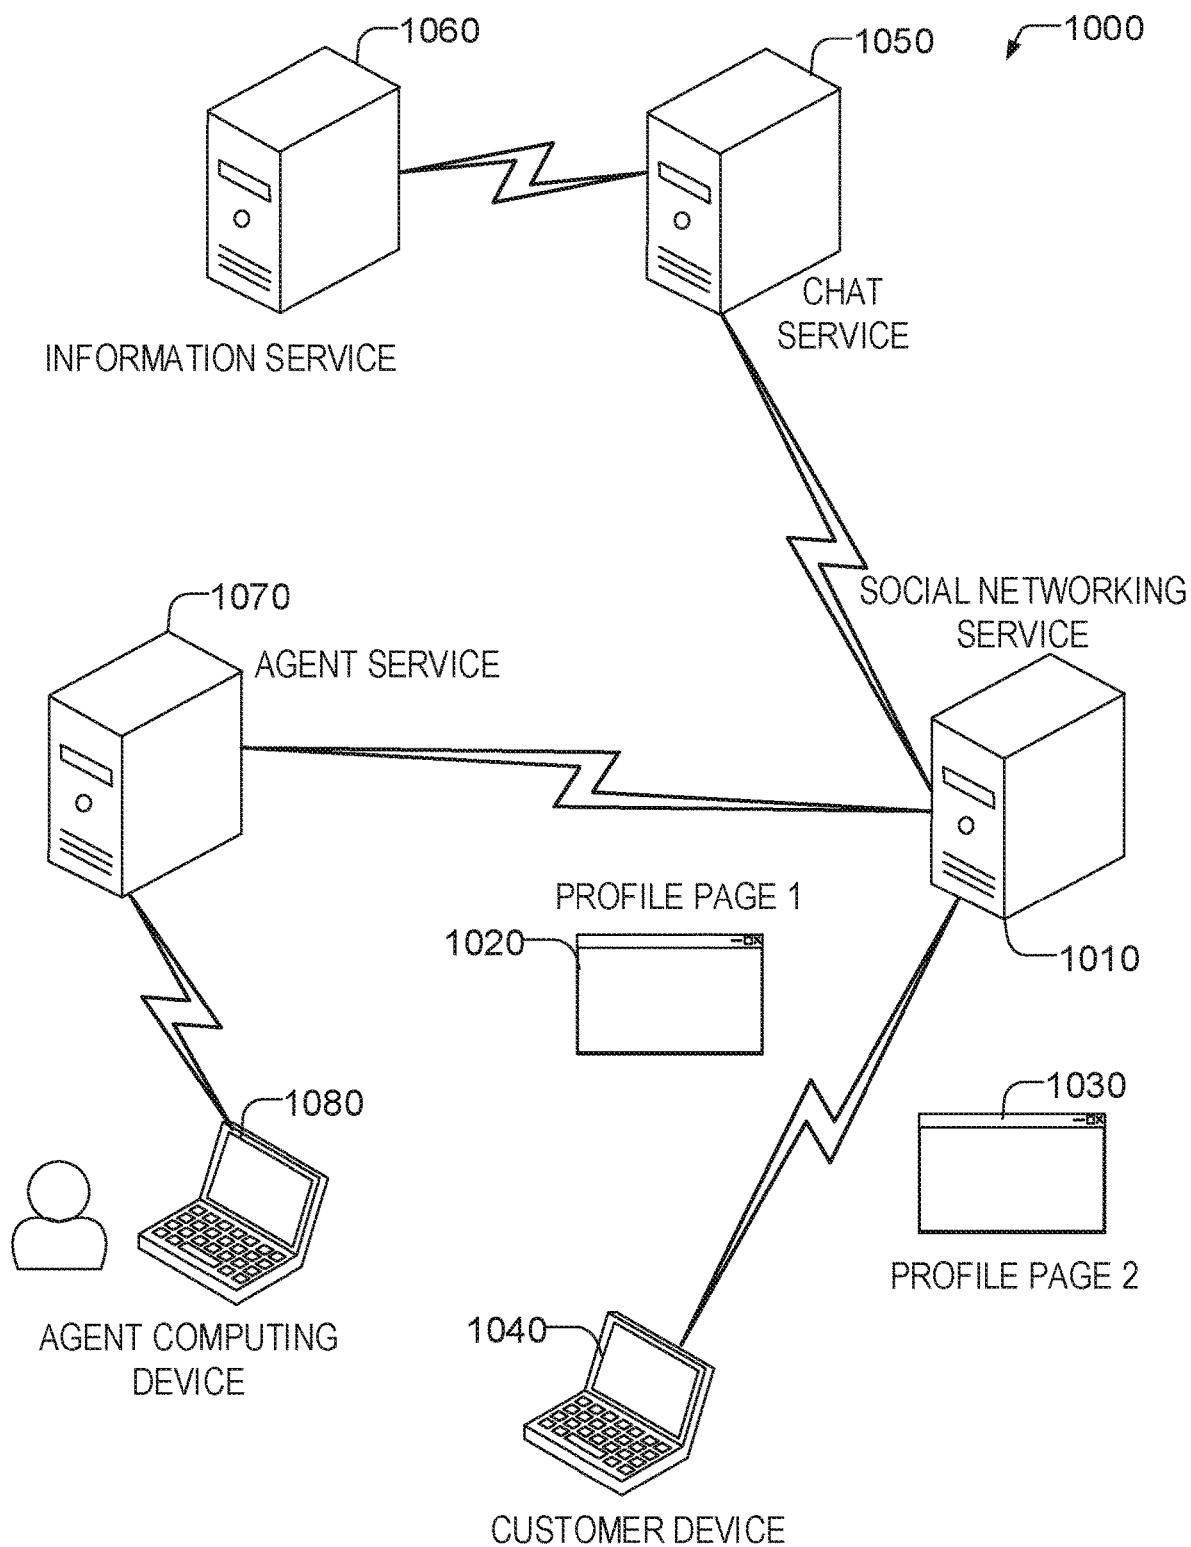 1060
1050
1000
CHAT
SERVICE
INFORMATION SERVICE
SOCIAL NETWORKING
SERVICE
1070
AGENT SERVICE
PROFILE PAGE 1
1020
1010
1030
1080
PROFILE PAGE 2
1040
AGENT COMPUTING
DEVICE
CUSTOMER DEVICE